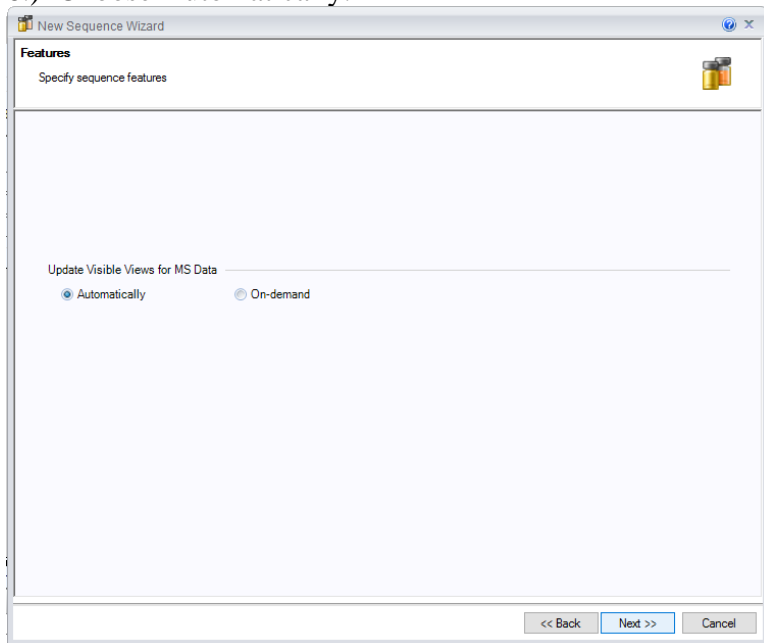 New Sequence Wizard
Features
Specify sequence features
Update Visible Views for MS Data
Automatically On-demand
<< Back Next >> Cancel